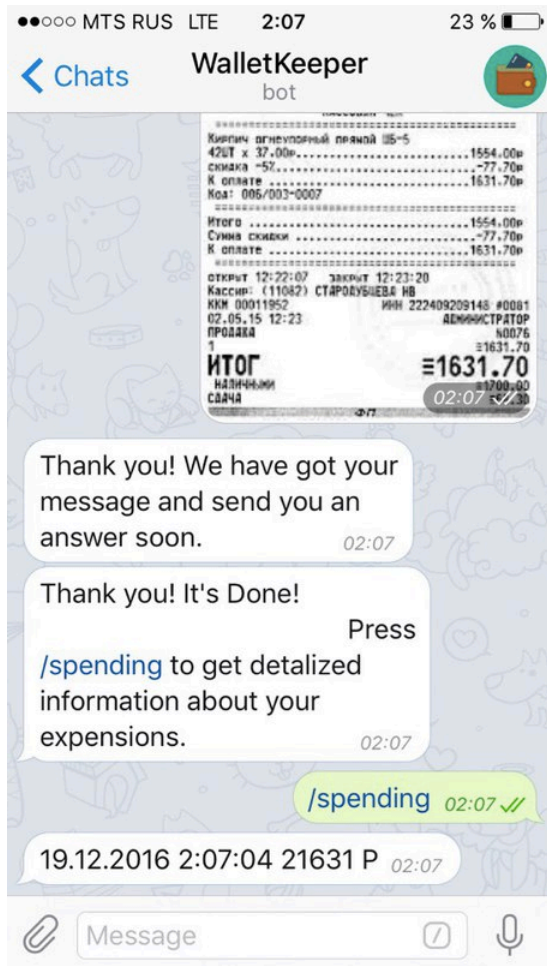 MTS RUS LTE 2:07 23 %
Chats WalletKeeper
bot
Кирпич огнеупорный прямой ШБ-5
42ШТ x 37.00р..........1554.00р
скидка -5%..........-77.70р
К оплате ..........1631.70р
Код: 006/003-0007
Итого ..........1554.00р
Сумма скидки ..........-77.70р
К оплате ..........1631.70р
открыт 12:22:07 закрыт 12:23:20
Кассир: (11082) СТАРОДУБЦЕВА НВ
ККМ 00011952 ИНН 222409209148 #0081
02.05.15 12:23 АДМИНИСТРАТОР
ПРОДАЖА №0076
1 ≡1631.70
ИТОГ ≡1631.70
НАЛИЧНЫМИ ≡1700.00
СДАЧА
02:07
ФП
Thank you! We have got your
message and send you an
answer soon. 02:07
Thank you! It's Done!
Press
/spending to get detalized
information about your
expensions. 02:07
/spending 02:07
19.12.2016 2:07:04 21631 P 02:07
Message